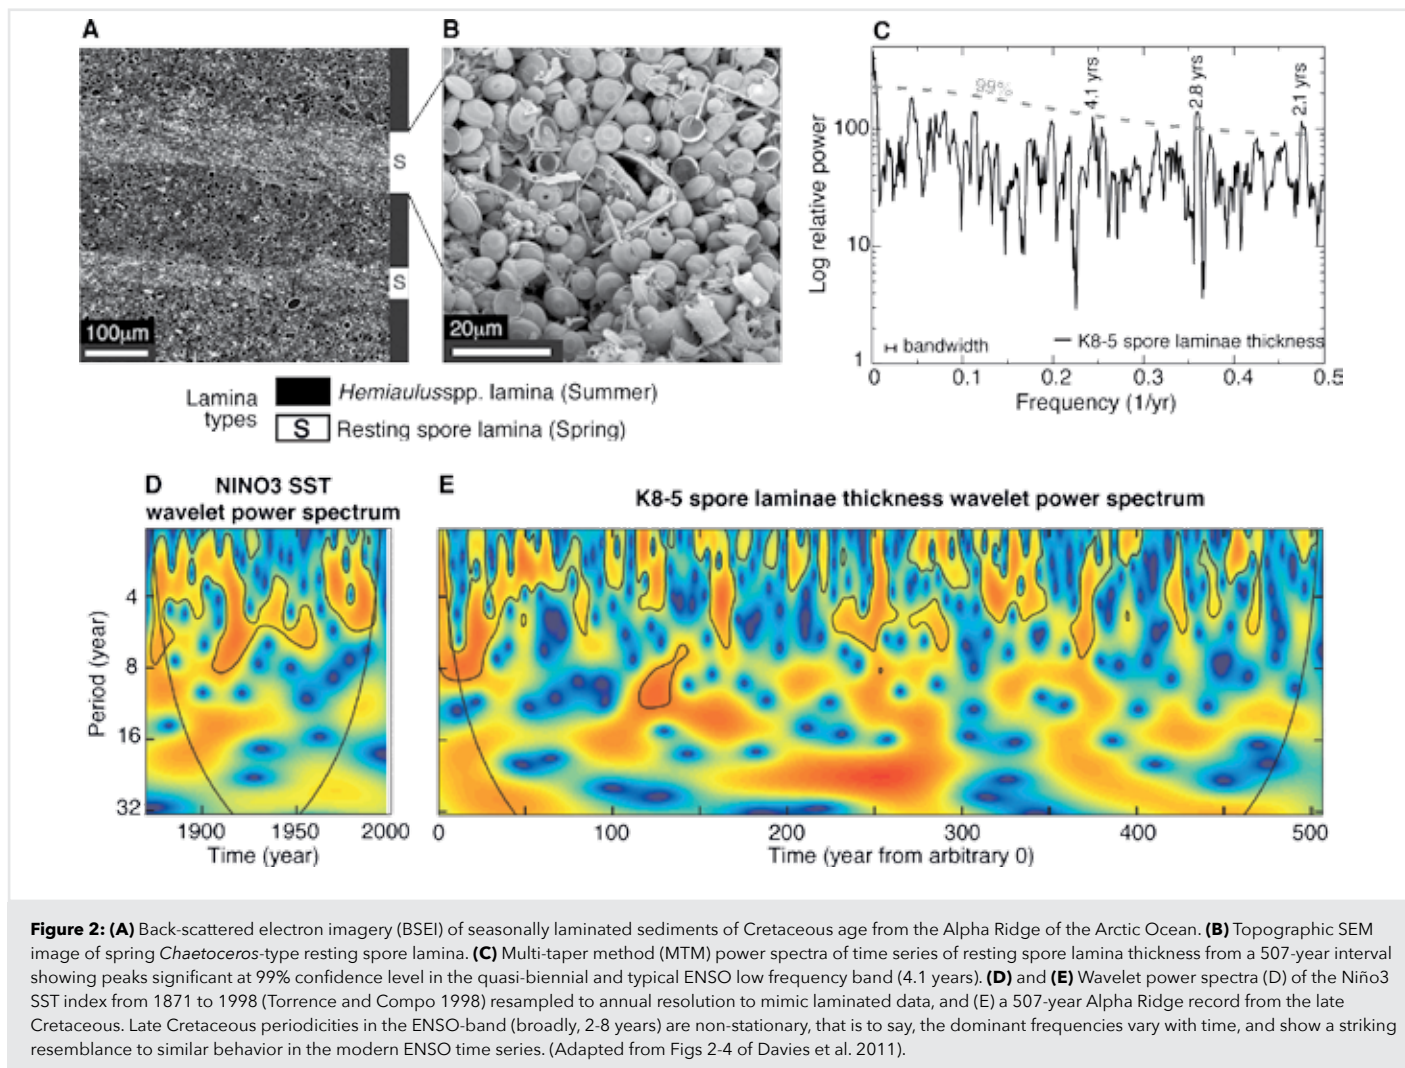 A
B
C
S
S
100μm
20μm
Log relative power
100
10
1
99%
4.1 yrs
2.8 yrs
2.1 yrs
bandwidth
K8-5 spore laminae thickness
0
0.1
0.2
0.3
0.4
0.5
Frequency (1/yr)
Lamina
types
Hemiaulusspp. lamina (Summer)
S
Resting spore lamina (Spring)
D
NINO3 SST
wavelet power spectrum
Period (year)
4
8
16
32
1900
1950
2000
Time (year)
E
K8-5 spore laminae thickness wavelet power spectrum
0
100
200
300
400
500
Time (year from arbitrary 0)
Figure 2: (A) Back-scattered electron imagery (BSEI) of seasonally laminated sediments of Cretaceous age from the Alpha Ridge of the Arctic Ocean. (B) Topographic SEM
image of spring Chaetoceros-type resting spore lamina. (C) Multi-taper method (MTM) power spectra of time series of resting spore lamina thickness from a 507-year interval
showing peaks significant at 99% confidence level in the quasi-biennial and typical ENSO low frequency band (4.1 years). (D) and (E) Wavelet power spectra (D) of the Niño3
SST index from 1871 to 1998 (Torrence and Compo 1998) resampled to annual resolution to mimic laminated data, and (E) a 507-year Alpha Ridge record from the late
Cretaceous. Late Cretaceous periodicities in the ENSO-band (broadly, 2-8 years) are non-stationary, that is to say, the dominant frequencies vary with time, and show a striking
resemblance to similar behavior in the modern ENSO time series. (Adapted from Figs 2-4 of Davies et al. 2011).